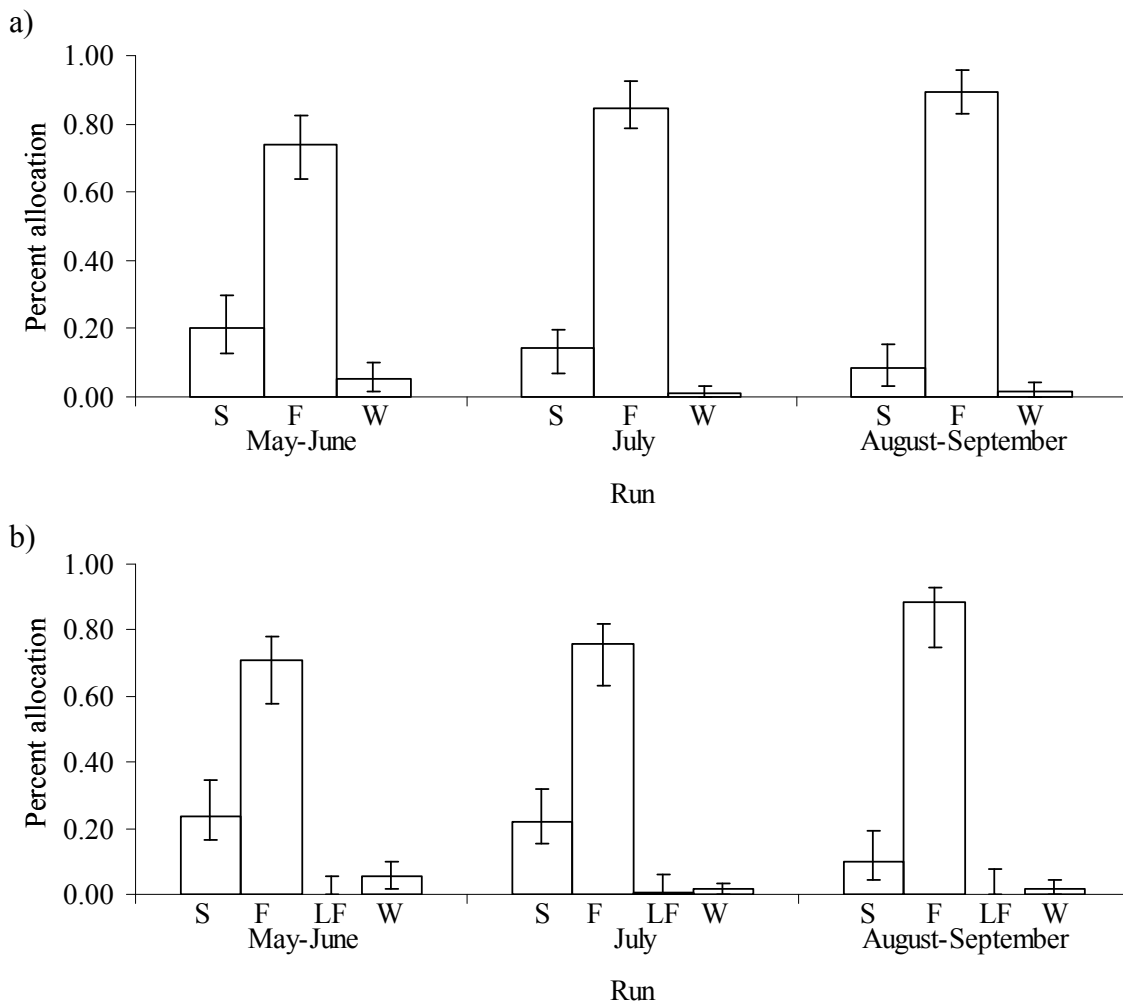 a)
1.00
0.80
0.60
0.40
0.20
0.00
Percent allocation
S F W S F W S F W
May-June July August-September
Run
b)
1.00
0.80
0.60
0.40
0.20
0.00
Percent allocation
S F LF W S F LF W S F LF W
May-June July August-September
Run